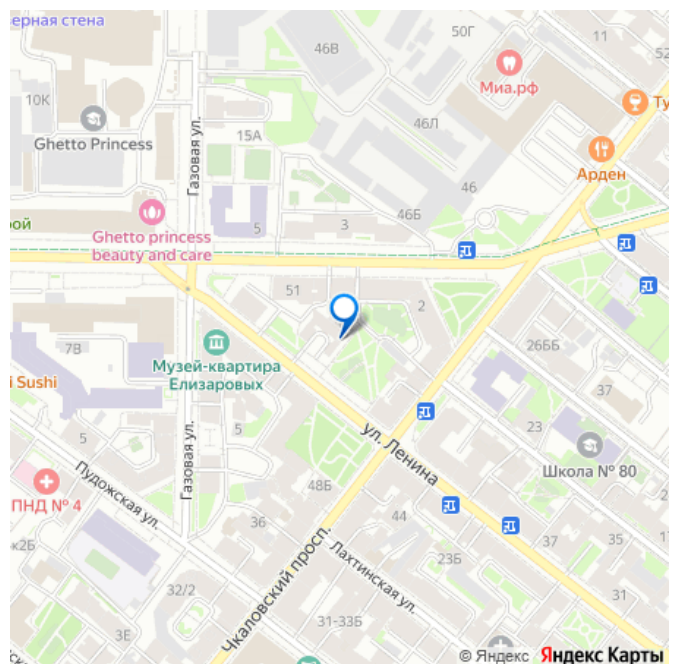 ерная стена
46В
50Г
11
52
Миа.рф
10К
Ту
Ghetto Princess
15А
46Л
Газовая ул.
Арден
46
5
3
46Б
рой
Ghetto princess
beauty and care
51
2
7В
Музей-квартира
Елизаровых
26ББ
i Sushi
37
5
5
23
ул. Ленина
Школа № 80
Газовая ул.
ПНД № 4
Пудожская ул.
48Б
36
44
к2Б
37
35
1
23Б
Чкаловский просп.
Лахтинская ул.
32/2
31
31-33Б
3Е
© Яндекс Яндекс Карты